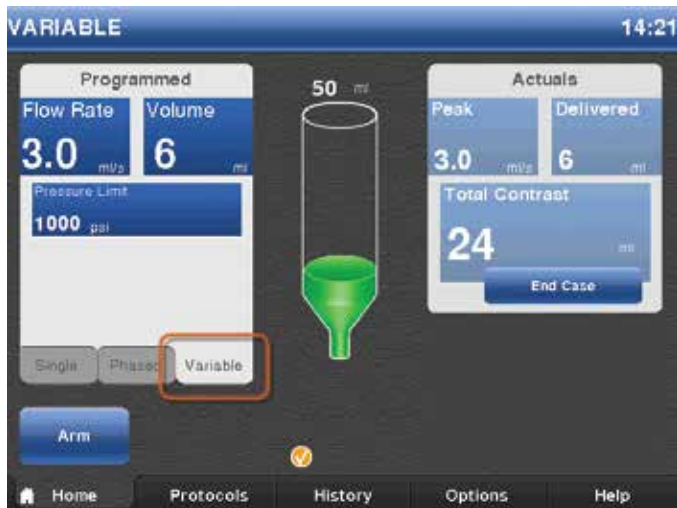 VARIABLE 14:21
Programmed
Flow Rate Volume
3.0 ml/s 6 ml
Pressure Limit
1000 psi
Single Phased Variable
Arm
50 ml
Actuals
Peak Delivered
3.0 ml/s 6 ml
Total Contrast
24 ml
End Case
Home Protocols History Options Help